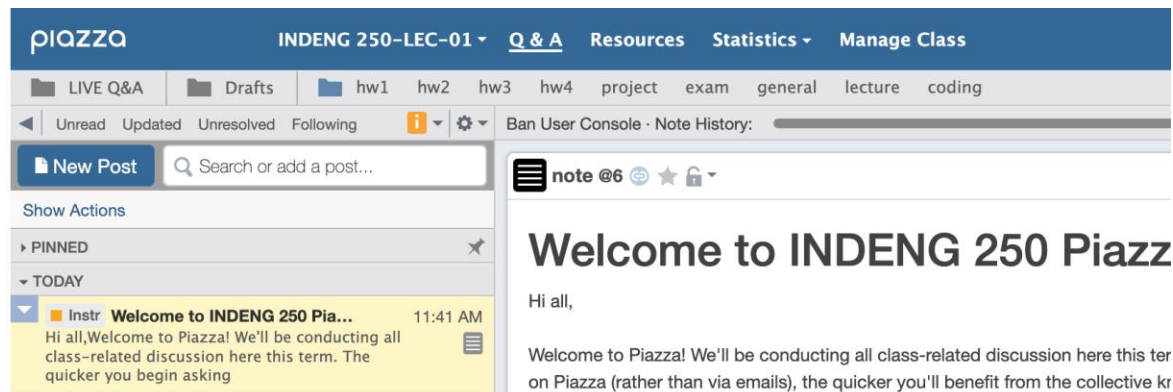 piazza INDENG 250-LEC-01 Q & A Resources Statistics Manage Class
LIVE Q&A Drafts hw1 hw2 hw3 hw4 project exam general lecture coding
Unread Updated Unresolved Following i Ban User Console · Note History:
New Post Search or add a post...
note @6
Show Actions
PINNED
TODAY
Instr Welcome to INDENG 250 Pia... 11:41 AM
Hi all,Welcome to Piazza! We'll be conducting all
class-related discussion here this term. The
quicker you begin asking
Welcome to INDENG 250 Piazz
Hi all,
Welcome to Piazza! We'll be conducting all class-related discussion here this ter
on Piazza (rather than via emails), the quicker you'll benefit from the collective